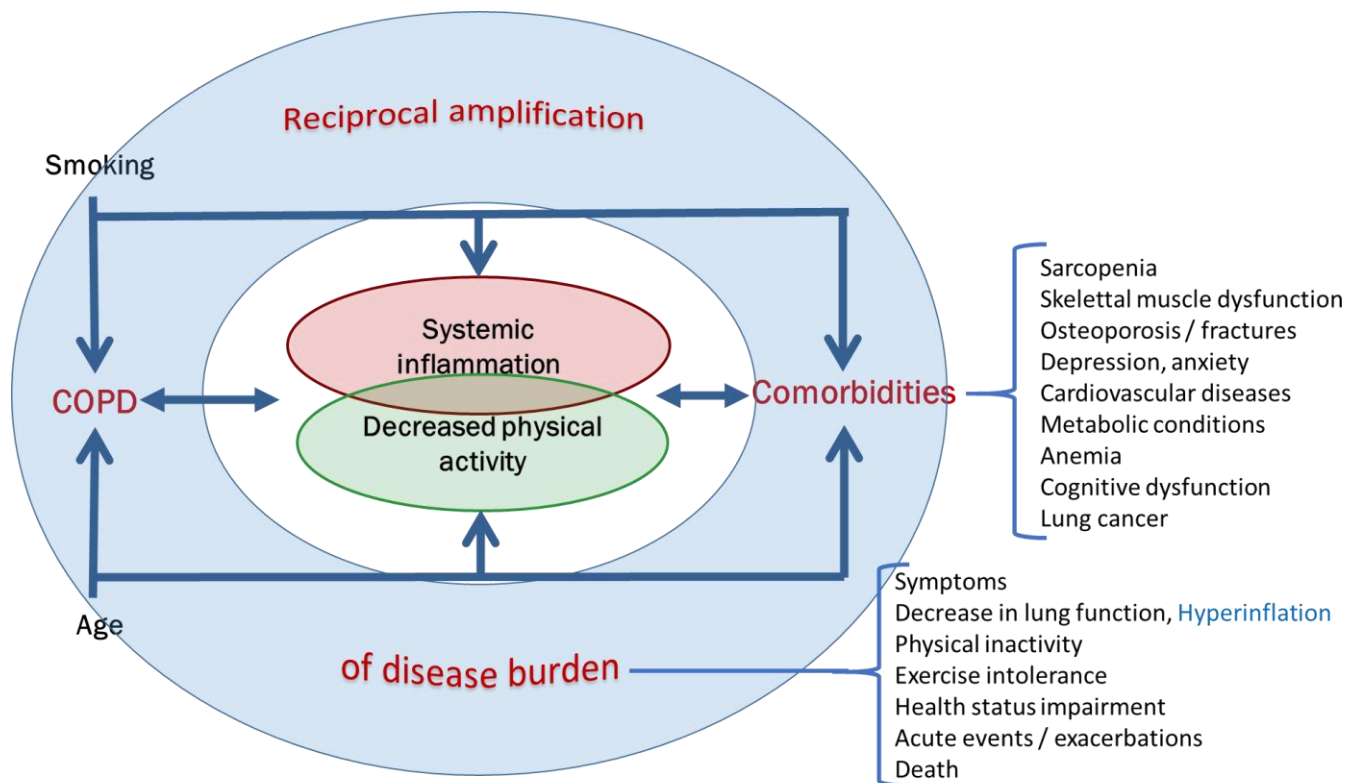 Reciprocal amplification
Smoking
Systemic
inflammation
COPD
Comorbidities
Decreased physical
activity
Age
of disease burden
Sarcopenia
Skelettal muscle dysfunction
Osteoporosis / fractures
Depression, anxiety
Cardiovascular diseases
Metabolic conditions
Anemia
Cognitive dysfunction
Lung cancer
Symptoms
Decrease in lung function, Hyperinflation
Physical inactivity
Exercise intolerance
Health status impairment
Acute events / exacerbations
Death